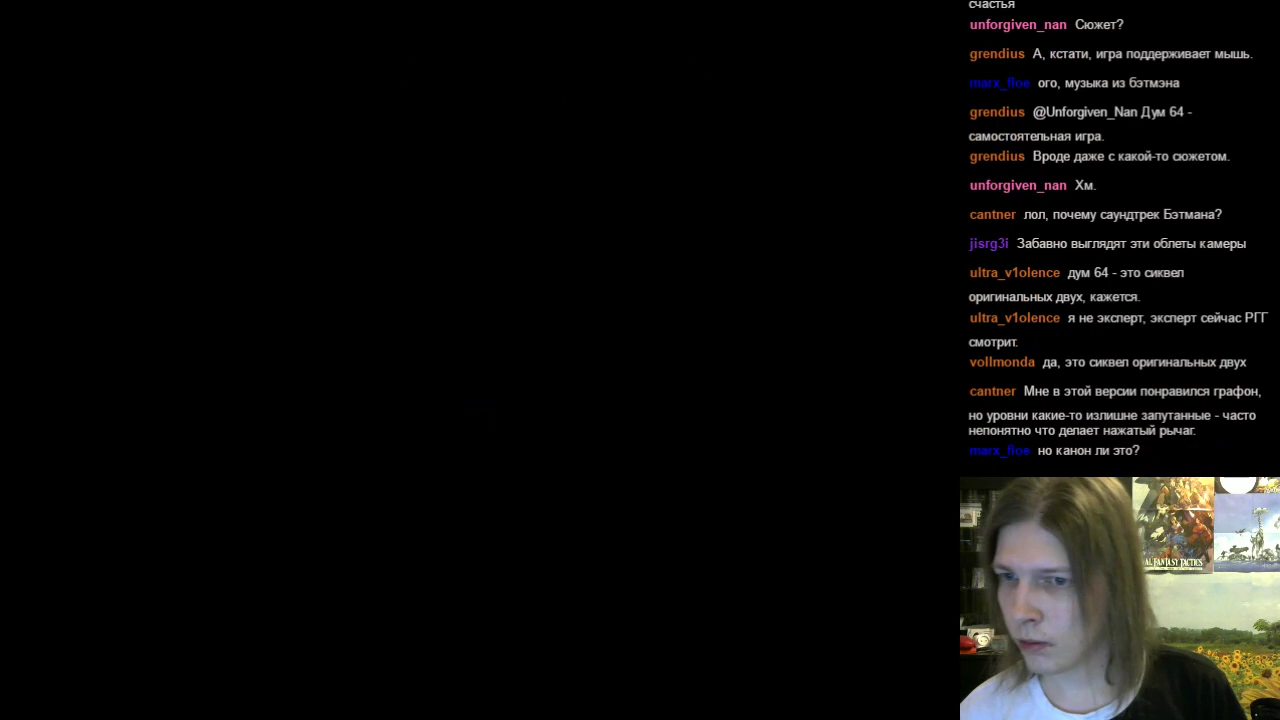 счастья
unforgiven_nan Сюжет?
grendius А, кстати, игра поддерживает мышь.
marx_floe ого, музыка из бэтмэна
grendius @Unforgiven_Nan Дум 64 -
самостоятельная игра.
grendius Вроде даже с какой-то сюжетом.
unforgiven_nan Хм.
cantner лол, почему саундтрек Бэтмана?
jisrg3i Забавно выглядят эти облеты камеры
ultra_v1olence дум 64 - это сиквел
оригинальных двух, кажется.
ultra_v1olence я не эксперт, эксперт сейчас РГГ
смотрит.
vollmonda да, это сиквел оригинальных двух
cantner Мне в этой версии понравился графон,
но уровни какие-то излишне запутанные - часто
непонятно что делает нажатый рычаг.
marx_floe но канон ли это?
AL FANTASY TACTICS